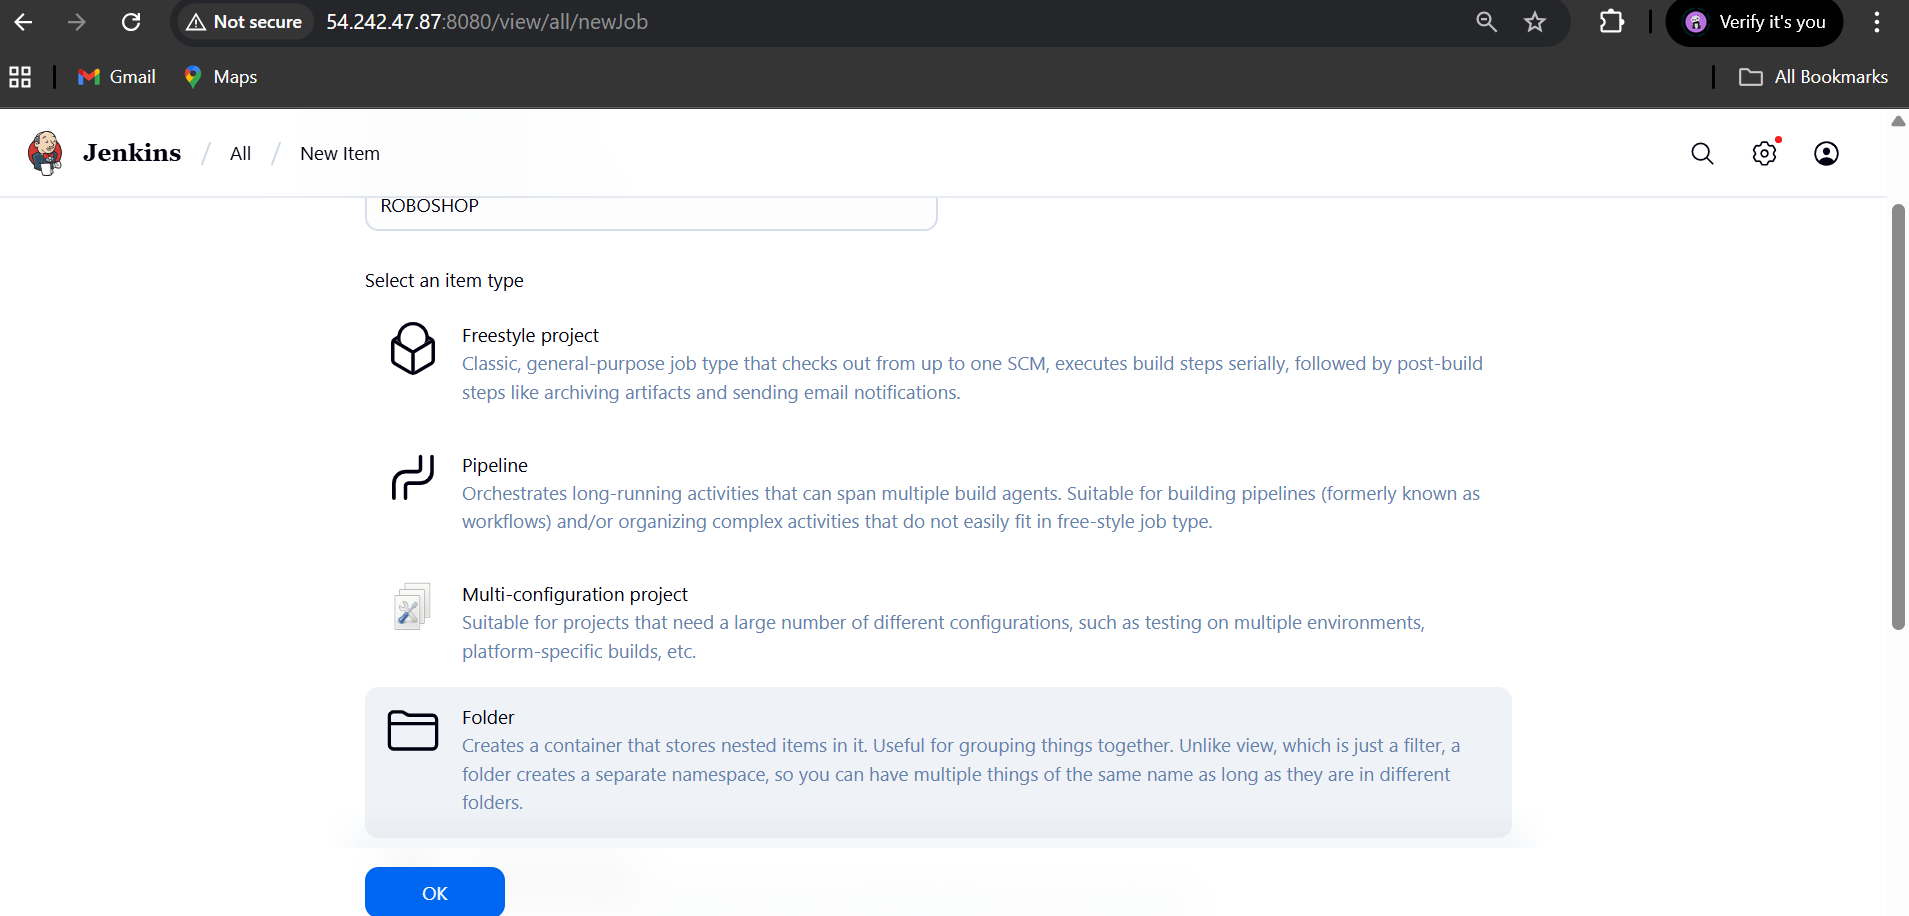 Not secure 54.242.47.87:8080/view/all/newJob Verify it's you
Gmail Maps All Bookmarks
Jenkins / All / New Item
ROBOSHOP
Select an item type
Freestyle project
Classic, general-purpose job type that checks out from up to one SCM, executes build steps serially, followed by post-build
steps like archiving artifacts and sending email notifications.
Pipeline
Orchestrates long-running activities that can span multiple build agents. Suitable for building pipelines (formerly known as
workflows) and/or organizing complex activities that do not easily fit in free-style job type.
Multi-configuration project
Suitable for projects that need a large number of different configurations, such as testing on multiple environments,
platform-specific builds, etc.
Folder
Creates a container that stores nested items in it. Useful for grouping things together. Unlike view, which is just a filter, a
folder creates a separate namespace, so you can have multiple things of the same name as long as they are in different
folders.
OK